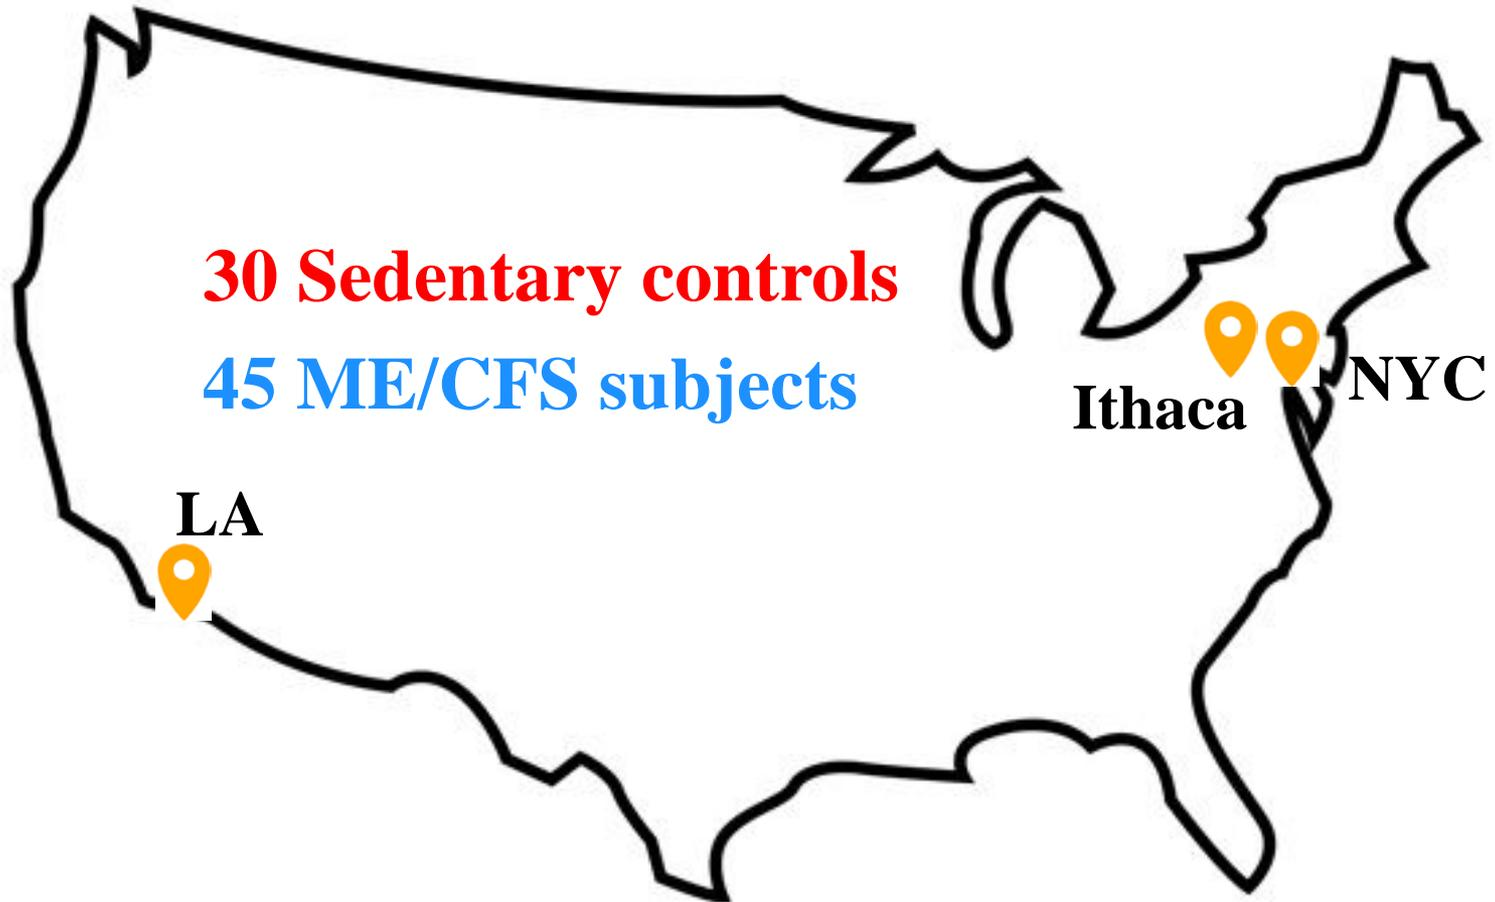 30 Sedentary controls
45 ME/CFS subjects
NYC
Ithaca
LA